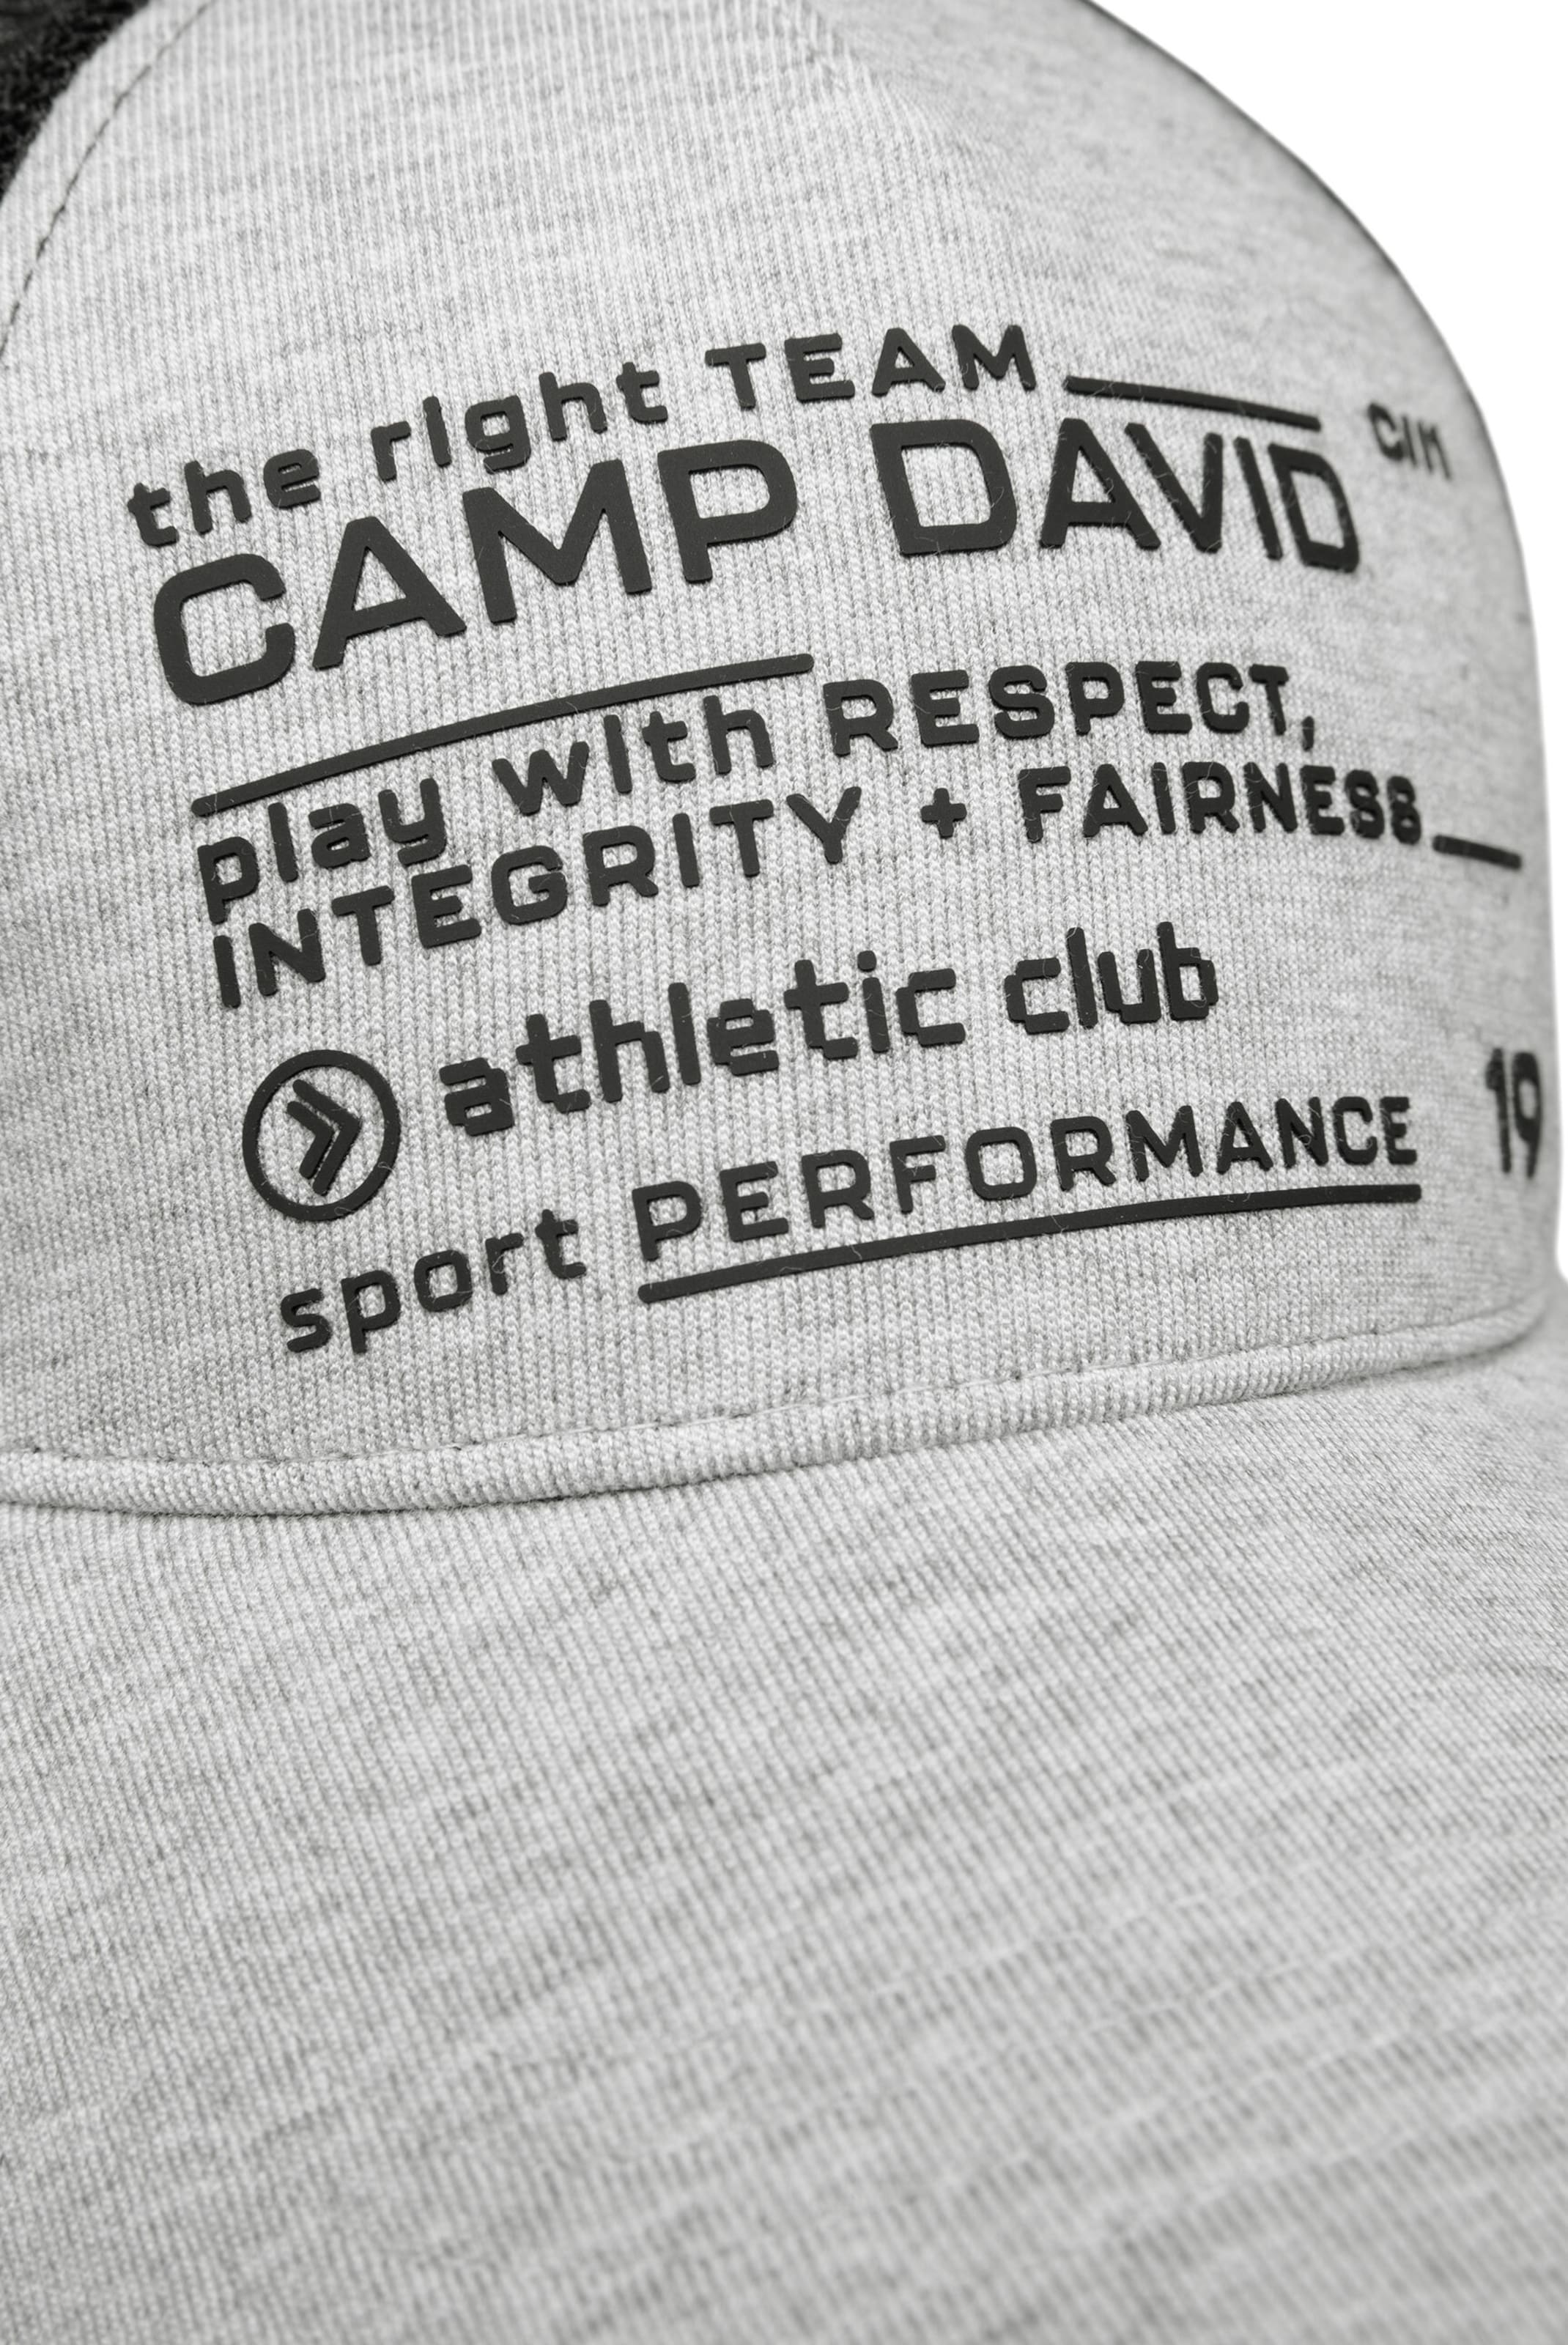 the right TEAM
CAMP DAVID
play with RESPECT,
INTEGRITY + FAIRNESS
athletic club
sport PERFORMANCE
19